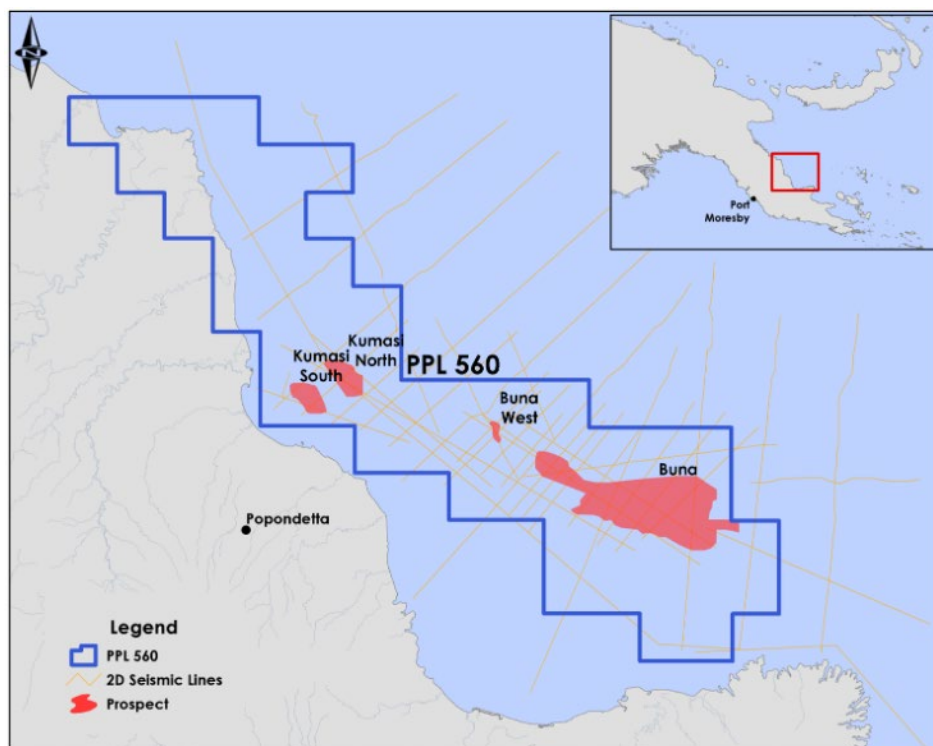 N
Port
Moresby
Kumasi
North
Kumasi
South
PPL 560
Buna
West
Buna
Popondetta
Legend
PPL 560
2D Seismic Lines
Prospect